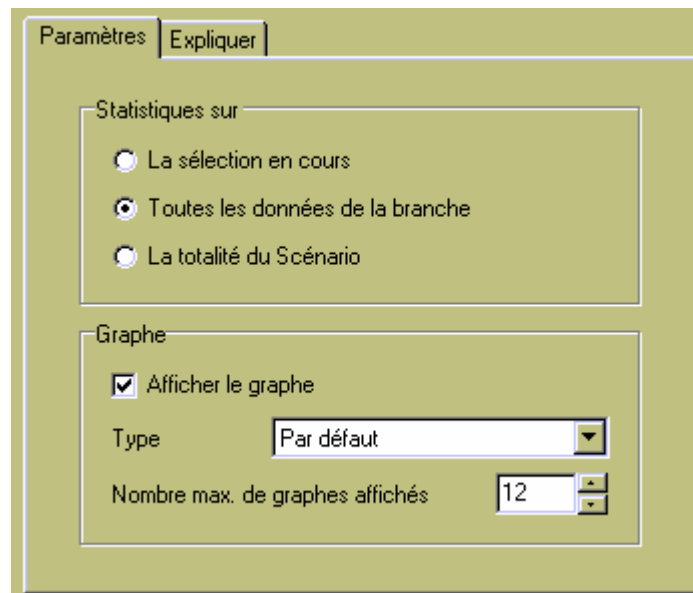 Paramètres Expliquer
Statistiques sur
La sélection en cours
Toutes les données de la branche
La totalité du Scénario
Graphe
Afficher le graphe
Type Par défaut
Nombre max. de graphes affichés 12